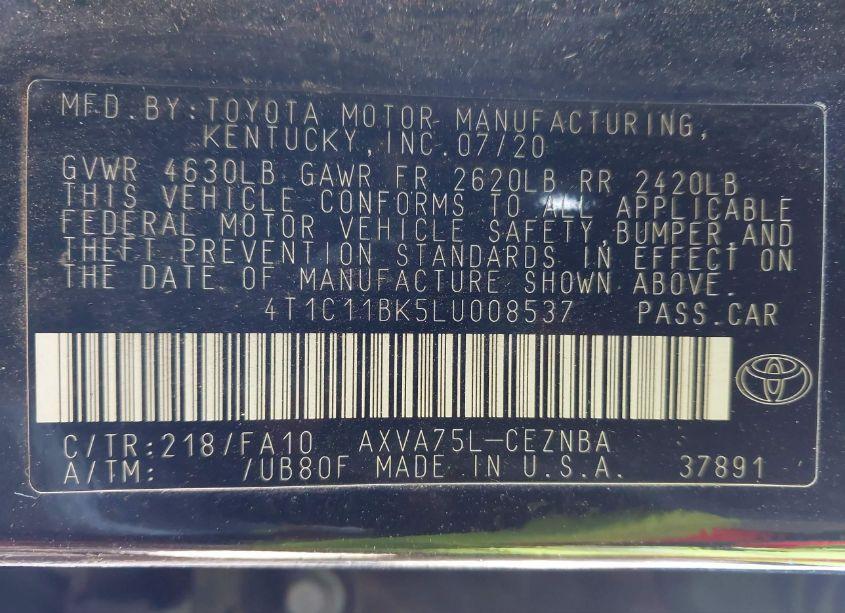 MFD.BY:TOYOTA MOTOR MANUFACTURING,
KENTUCKY,INC.07/20
GVWR 4630LB GAWR FR 2620LB RR 2420LB
THIS VEHICLE CONFORMS TO ALL APPLICABLE
FEDERAL MOTOR VEHICLE SAFETY,BUMPER,AND
THEFT PREVENTION STANDARDS IN EFFECT ON
THE DATE OF MANUFACTURE SHOWN ABOVE.
4T1C11BK5LU008537 PASS.CAR
C/TR:218/FA10 AXVA75L-CEZNBA
A/TM: /UB80F MADE IN U.S.A. 37891